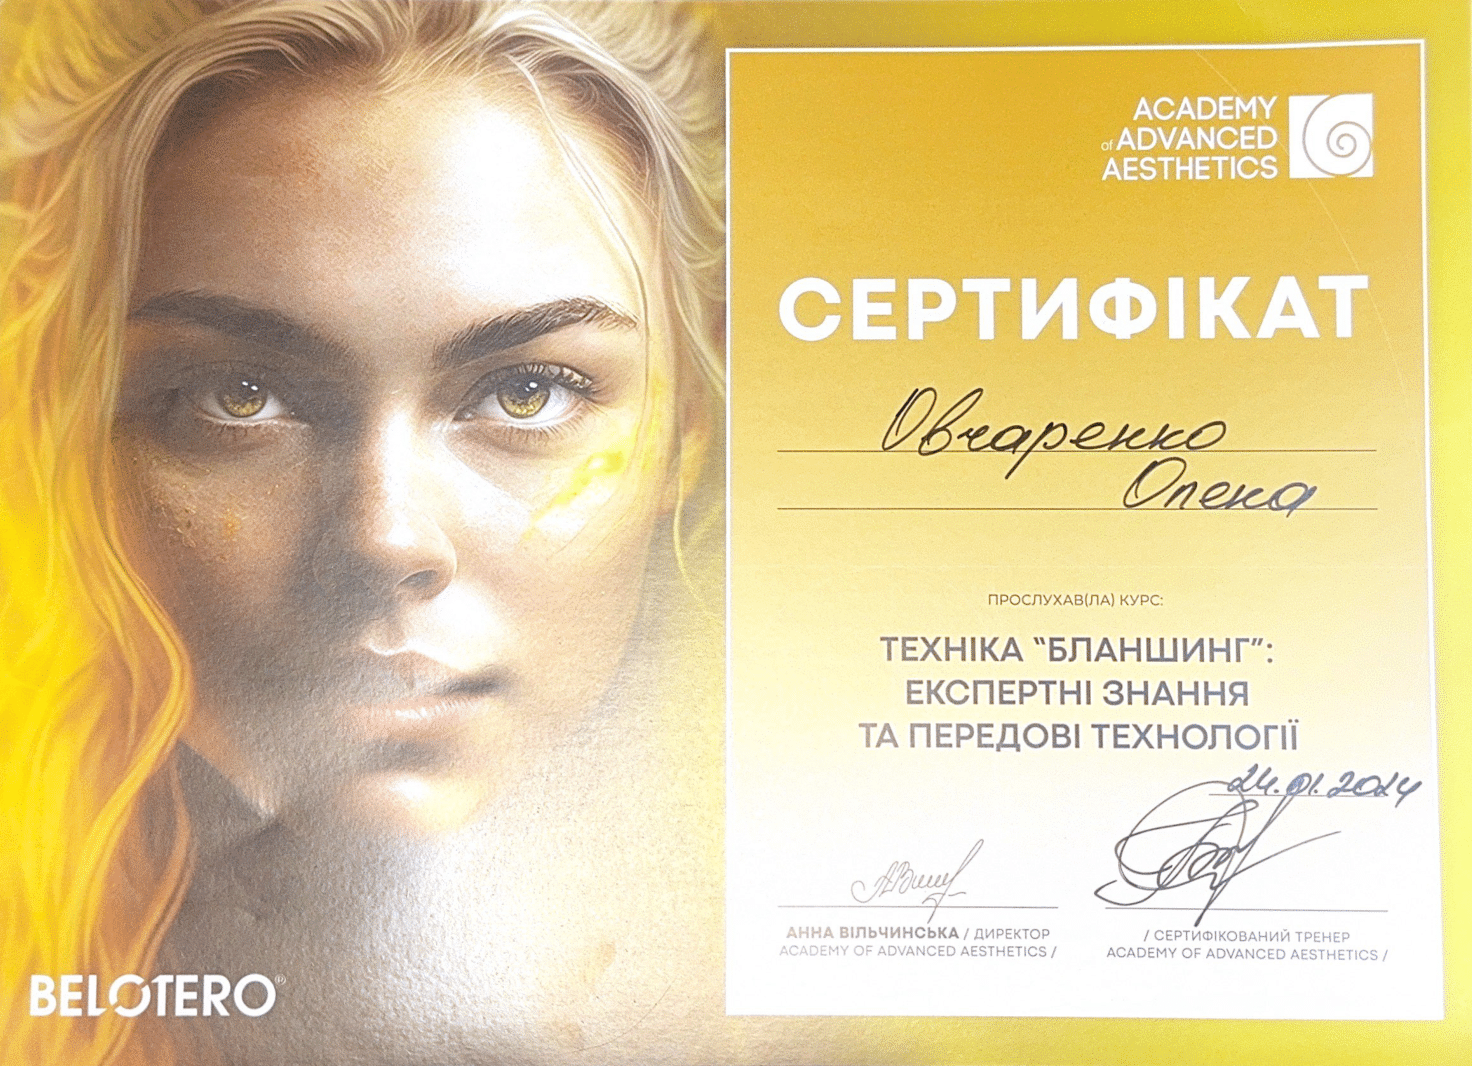 ACADEMY
of ADVANCED
AESTHETICS
СЕРТИФІКАТ
Овчаренко
Олена
ПРОСЛУХАВ(ЛА) КУРС:
ТЕХНІКА "БЛАНШИНГ":
ЕКСПЕРТНІ ЗНАННЯ
ТА ПЕРЕДОВІ ТЕХНОЛОГІЇ
24.01.2024
АННА ВІЛЬЧИНСЬКА / ДИРЕКТОР
ACADEMY OF ADVANCED AESTHETICS /
/ СЕРТИФІКОВАНИЙ ТРЕНЕР
ACADEMY OF ADVANCED AESTHETICS /
BELOTERO®